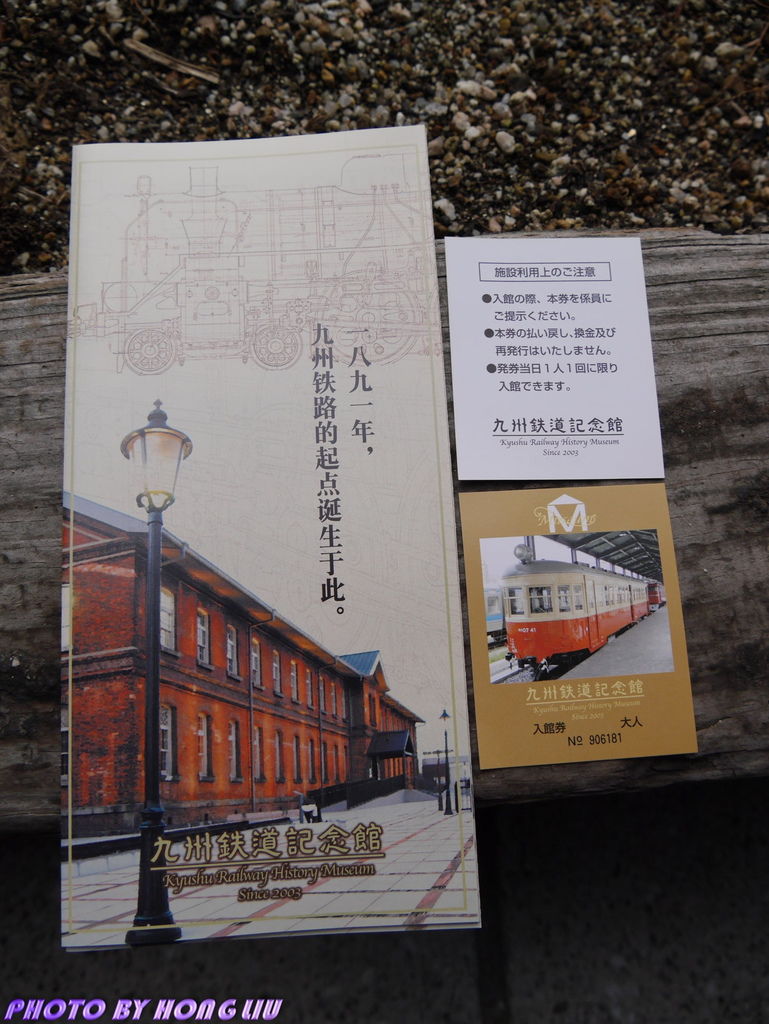 一八九一年，
九州铁路的起点诞生于此。
九州鉄道記念館
Kyushu Railway History Museum
Since 2003
施設利用上のご注意
●入館の際、本券を係員に
ご提示ください。
●本券の払い戻し、換金及び
再発行はいたしません。
●発券当日1人1回に限り
入館できます。
九州鉄道記念館
Kyushu Railway History Museum
Since 2003
M
九州鉄道記念館
Kyushu Railway History Museum
Since 2003
入館券 大人
№ 906181
PHOTO BY HONG LIU